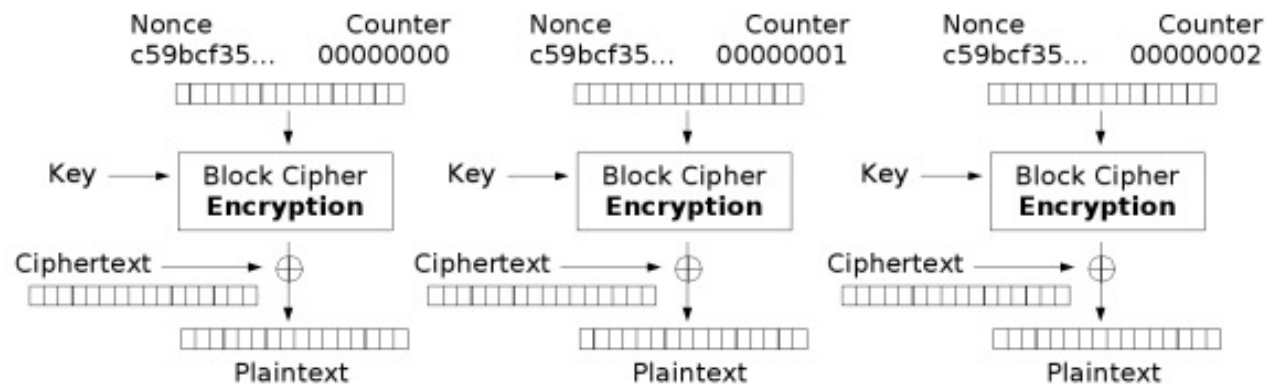 Nonce Counter Nonce Counter Nonce Counter
c59bcf35... 00000000 c59bcf35... 00000001 c59bcf35... 00000002
Key Block Cipher Key Block Cipher Key Block Cipher
Encryption Encryption Encryption
Ciphertext Ciphertext Ciphertext
Plaintext Plaintext Plaintext